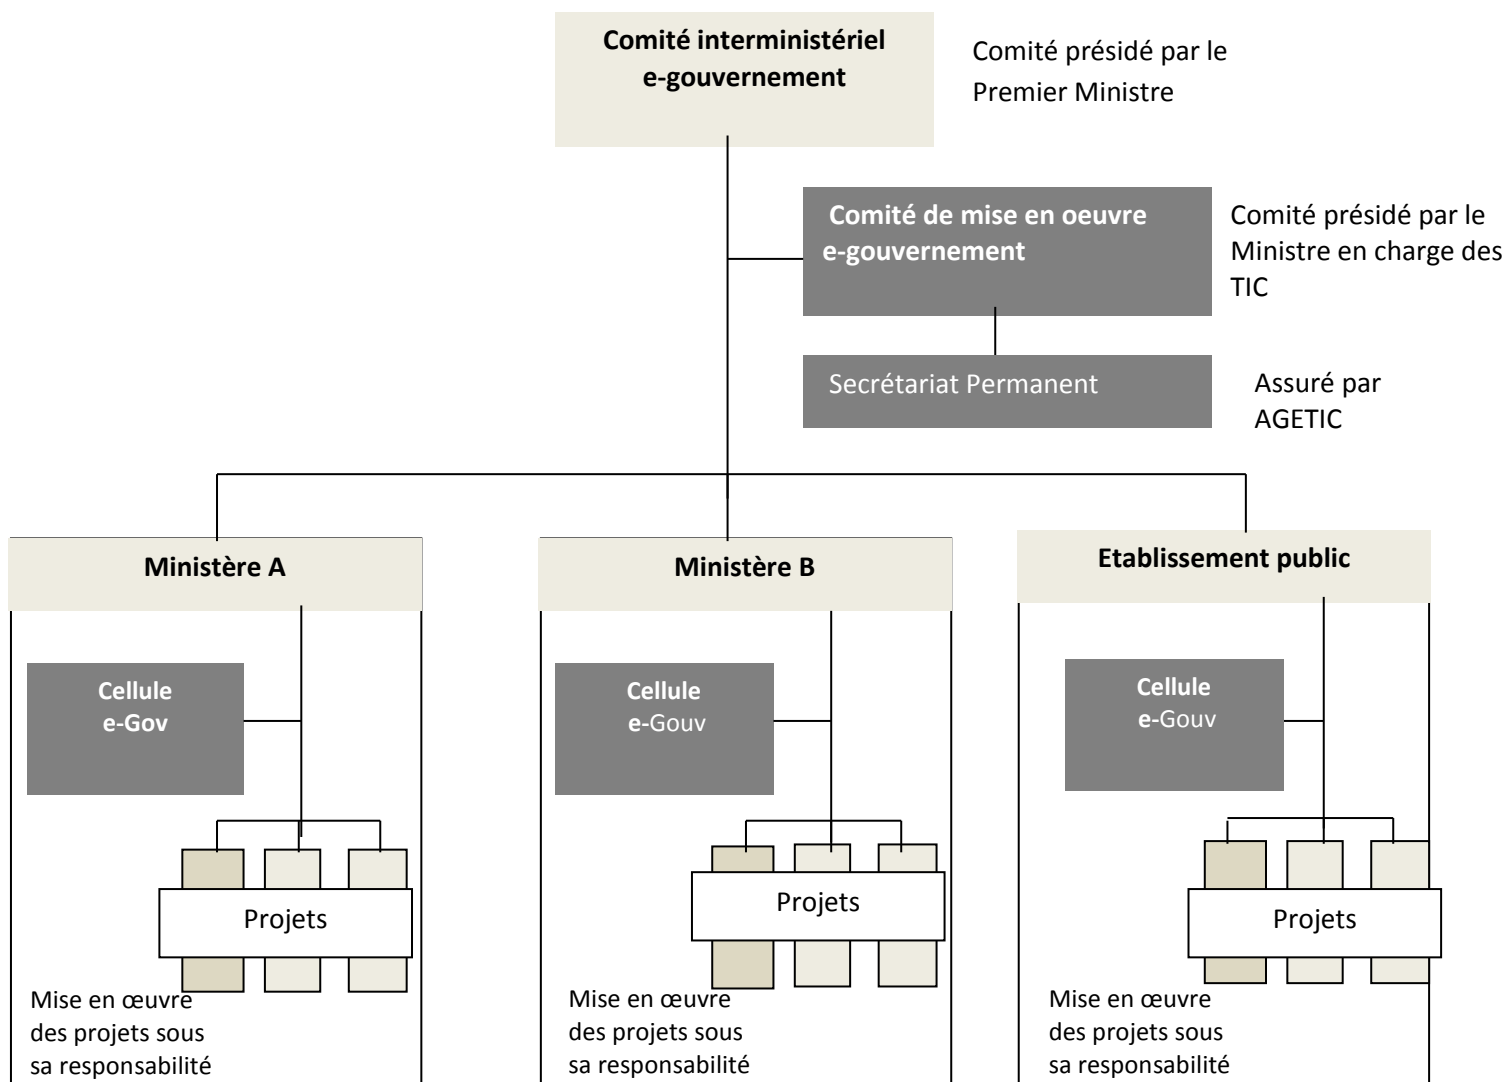 Comité interministériel
e-gouvernement
Comité présidé par le
Premier Ministre
Comité de mise en oeuvre
e-gouvernement
Comité présidé par le
Ministre en charge des
TIC
Secrétariat Permanent
Assuré par
AGETIC
Ministère A
Cellule
e-Gov
Projets
Mise en œuvre
des projets sous
sa responsabilité
Ministère B
Cellule
e-Gouv
Projets
Mise en œuvre
des projets sous
sa responsabilité
Etablissement public
Cellule
e-Gouv
Projets
Mise en œuvre
des projets sous
sa responsabilité